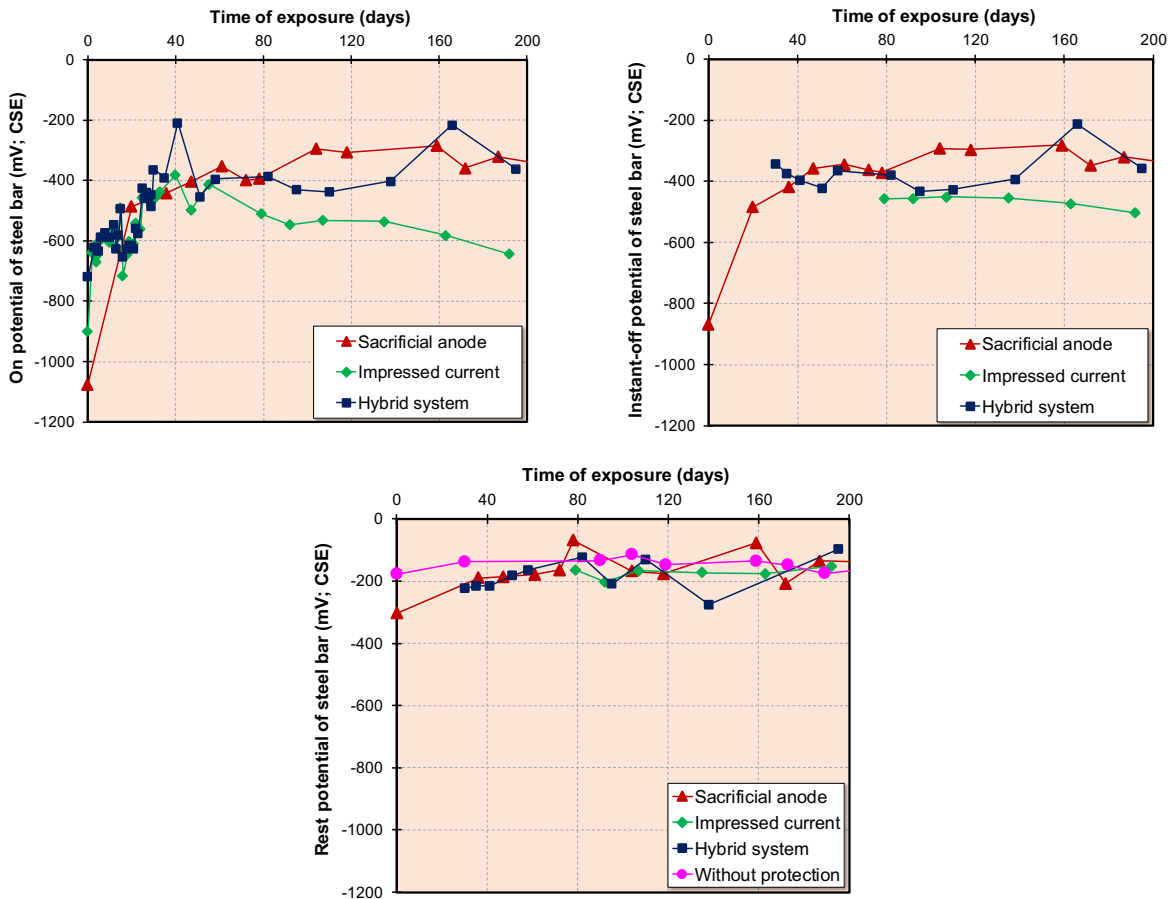 Time of exposure (days)
0 40 80 120 160 200
0
-200
-400
-600
-800
-1000
-1200
On potential of steel bar (mV; CSE)
Sacrificial anode
Impressed current
Hybrid system
Time of exposure (days)
0 40 80 120 160 200
0
-200
-400
-600
-800
-1000
-1200
Instant-off potential of steel bar (mV; CSE)
Sacrificial anode
Impressed current
Hybrid system
Time of exposure (days)
0 40 80 120 160 200
0
-200
-400
-600
-800
-1000
-1200
Rest potential of steel bar (mV; CSE)
Sacrificial anode
Impressed current
Hybrid system
Without protection